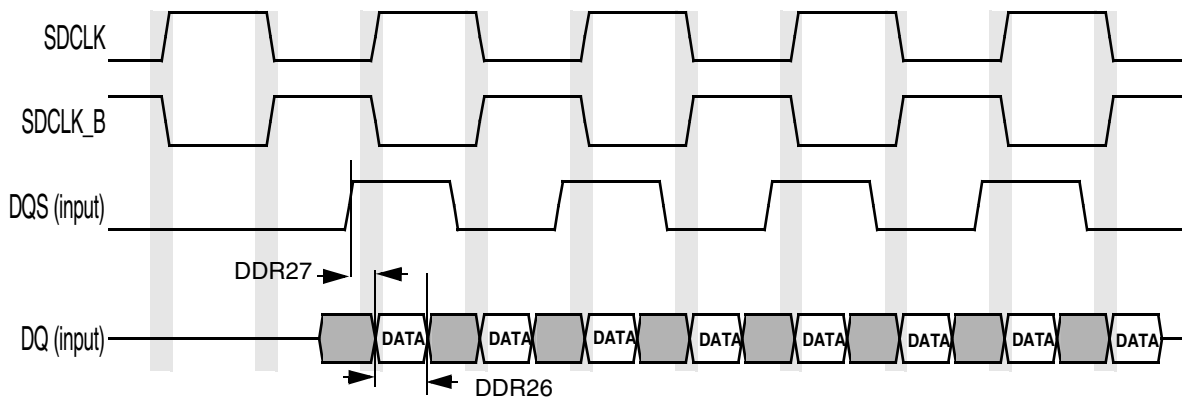 SDCLK
SDCLK_B
DQS (input)
DDR27
DQ (input) DATA DATA DATA DATA DATA DATA DATA DATA
DDR26